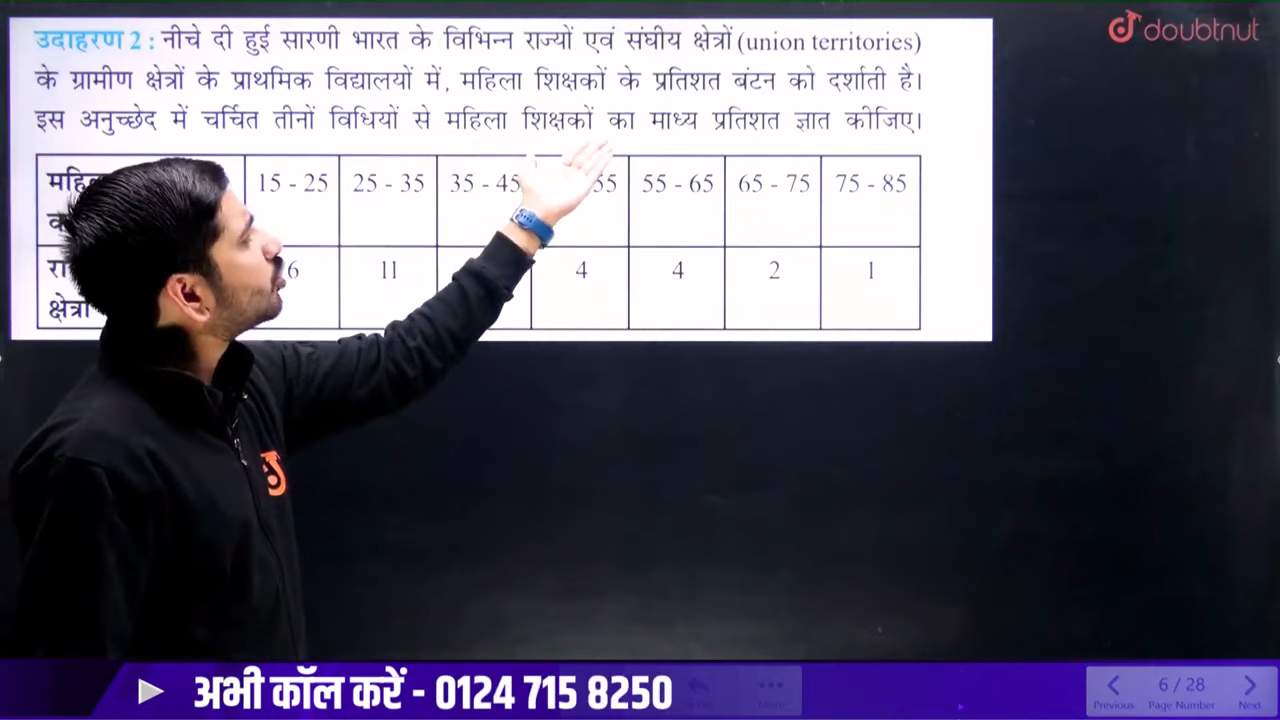 doubtnut
उदाहरण 2 : नीचे दी हुई सारणी भारत के विभिन्न राज्यों एवं संघीय क्षेत्रों (union territories)
के ग्रामीण क्षेत्रों के प्राथमिक विद्यालयों में, महिला शिक्षकों के प्रतिशत बंटन को दर्शाती है।
इस अनुच्छेद में चर्चित तीनों विधियों से महिला शिक्षकों का माध्य प्रतिशत ज्ञात कीजिए।
15 - 25 25 - 35 35 - 45 55 55 - 65 65 - 75 75 - 85
6 11 4 4 2 1
अभी कॉल करें - 0124 715 8250
More
6 / 28
Previous Page Number Next